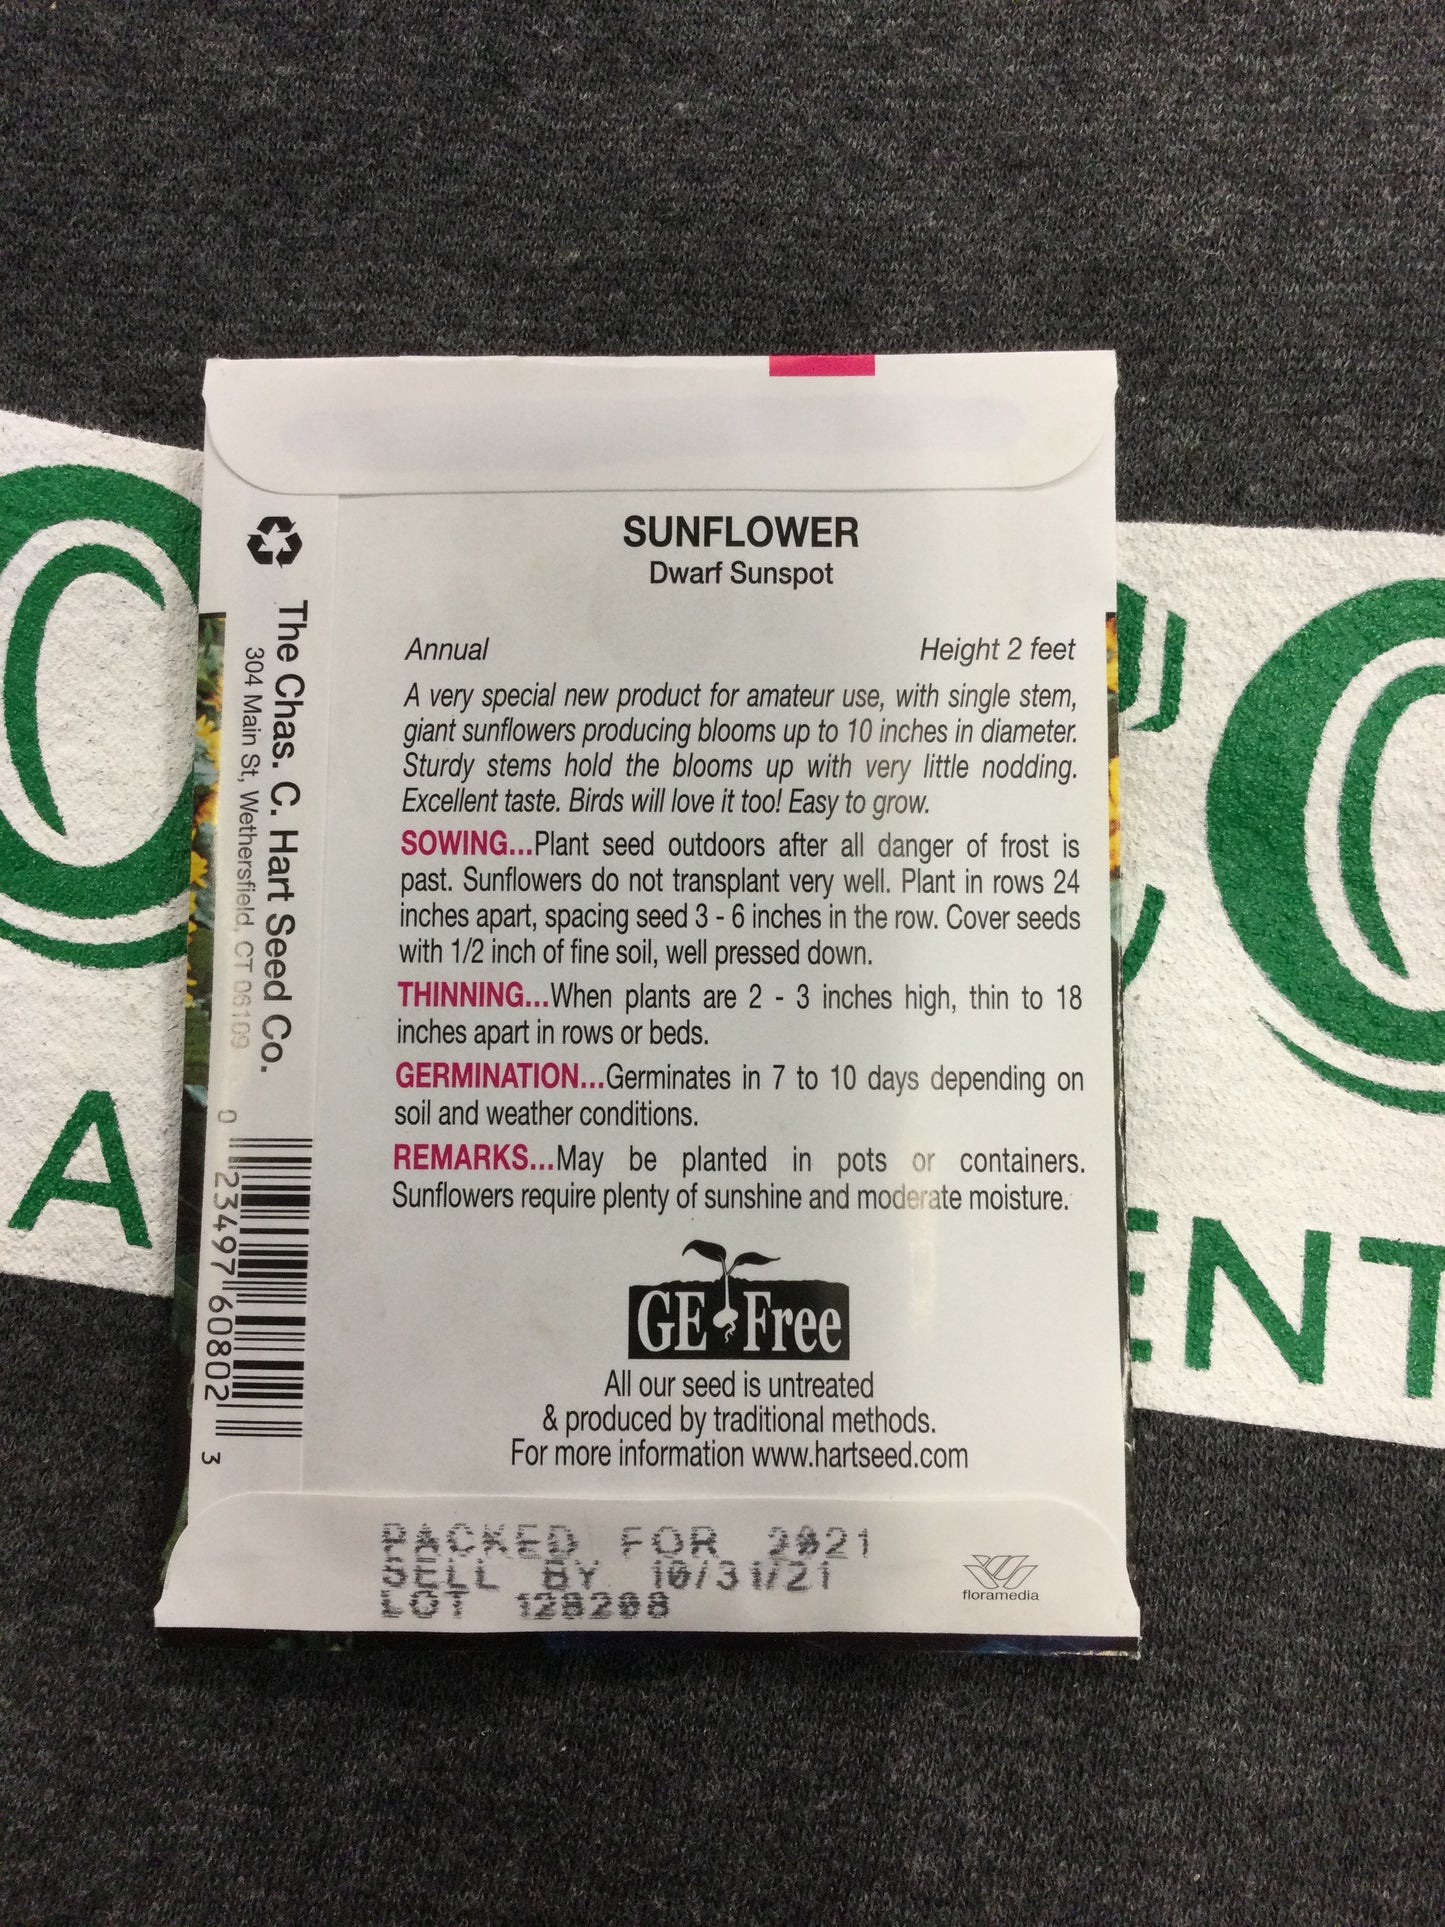 SUNFLOWER
Dwarf Sunspot
Annual
Height 2 feet
A very special new product for amateur use, with single stem,
giant sunflowers producing blooms up to 10 inches in diameter.
Sturdy stems hold the blooms up with very little nodding.
Excellent taste. Birds will love it too! Easy to grow.
SOWING...Plant seed outdoors after all danger of frost is
past. Sunflowers do not transplant very well. Plant in rows 24
inches apart, spacing seed 3 - 6 inches in the row. Cover seeds
with 1/2 inch of fine soil, well pressed down.
THINNING...When plants are 2 - 3 inches high, thin to 18
inches apart in rows or beds.
GERMINATION...Germinates in 7 to 10 days depending on
soil and weather conditions.
REMARKS...May be planted in pots or containers.
Sunflowers require plenty of sunshine and moderate moisture.
GE Free
All our seed is untreated
& produced by traditional methods.
For more information www.hartseed.com
PACKED FOR 2021
SELL BY 10/31/21
LOT 128208
floramedia
The Chas. C. Hart Seed Co.
304 Main St, Wethersfield, CT 06109
0 23497 60802 3
A
ENT